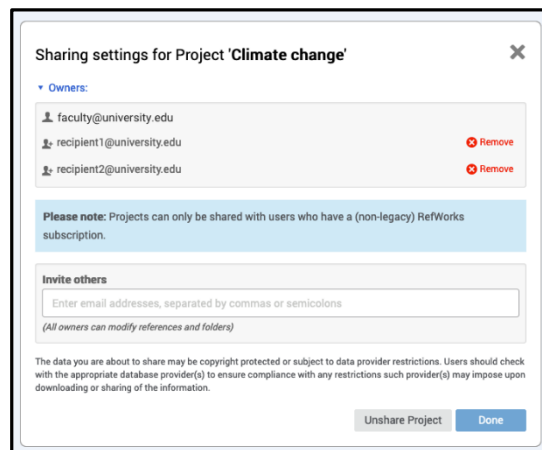 Sharing settings for Project 'Climate change'
Owners:
faculty@university.edu
recipient1@university.edu Remove
recipient2@university.edu Remove
Please note: Projects can only be shared with users who have a (non-legacy) RefWorks
subscription.
Invite others
Enter email addresses, separated by commas or semicolons
(All owners can modify references and folders)
The data you are about to share may be copyright protected or subject to data provider restrictions. Users should check
with the appropriate database provider(s) to ensure compliance with any restrictions such provider(s) may impose upon
downloading or sharing of the information.
Unshare Project Done